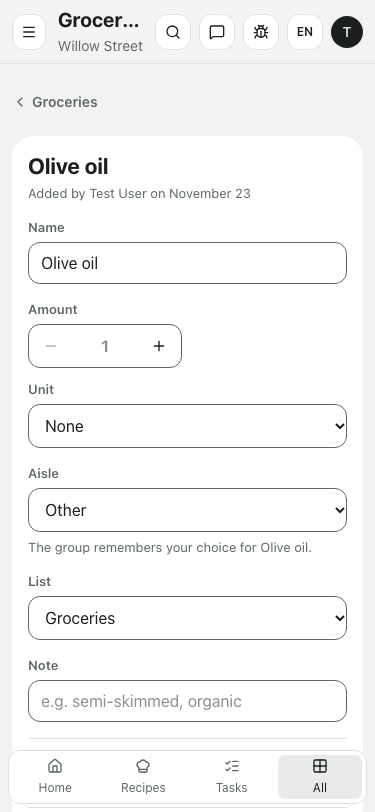 Grocer...
Willow Street
EN
T
Groceries
Olive oil
Added by Test User on November 23
Name
Olive oil
Amount
1
Unit
None
Aisle
Other
The group remembers your choice for Olive oil.
List
Groceries
Note
e.g. semi-skimmed, organic
Home
Recipes
Tasks
All